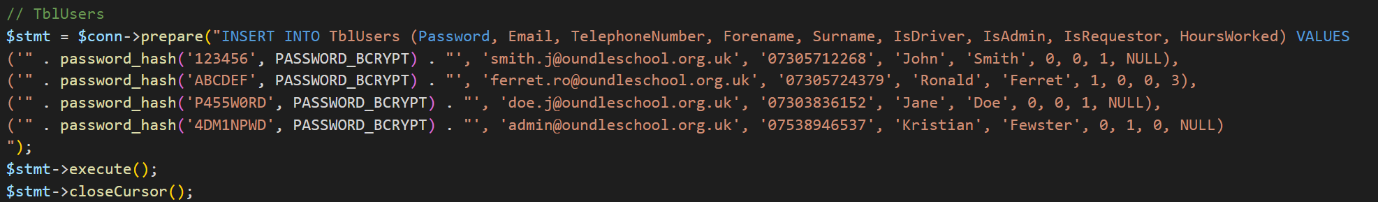 // TblUsers
$stmt = $conn->prepare("INSERT INTO TblUsers (Password, Email, TelephoneNumber, Forename, Surname, IsDriver, IsAdmin, IsRequestor, HoursWorked) VALUES
('" . password_hash('123456', PASSWORD_BCRYPT) . "', 'smith.j@oundleschool.org.uk', '07305712268', 'John', 'Smith', 0, 0, 1, NULL),
('" . password_hash('ABCDEF', PASSWORD_BCRYPT) . "', 'ferret.ro@oundleschool.org.uk', '07305724379', 'Ronald', 'Ferret', 1, 0, 0, 3),
('" . password_hash('P455W0RD', PASSWORD_BCRYPT) . "', 'doe.j@oundleschool.org.uk', '07303836152', 'Jane', 'Doe', 0, 0, 1, NULL),
('" . password_hash('4DM1NPWD', PASSWORD_BCRYPT) . "', 'admin@oundleschool.org.uk', '07538946537', 'Kristian', 'Fewster', 0, 1, 0, NULL)
");
$stmt->execute();
$stmt->closeCursor();